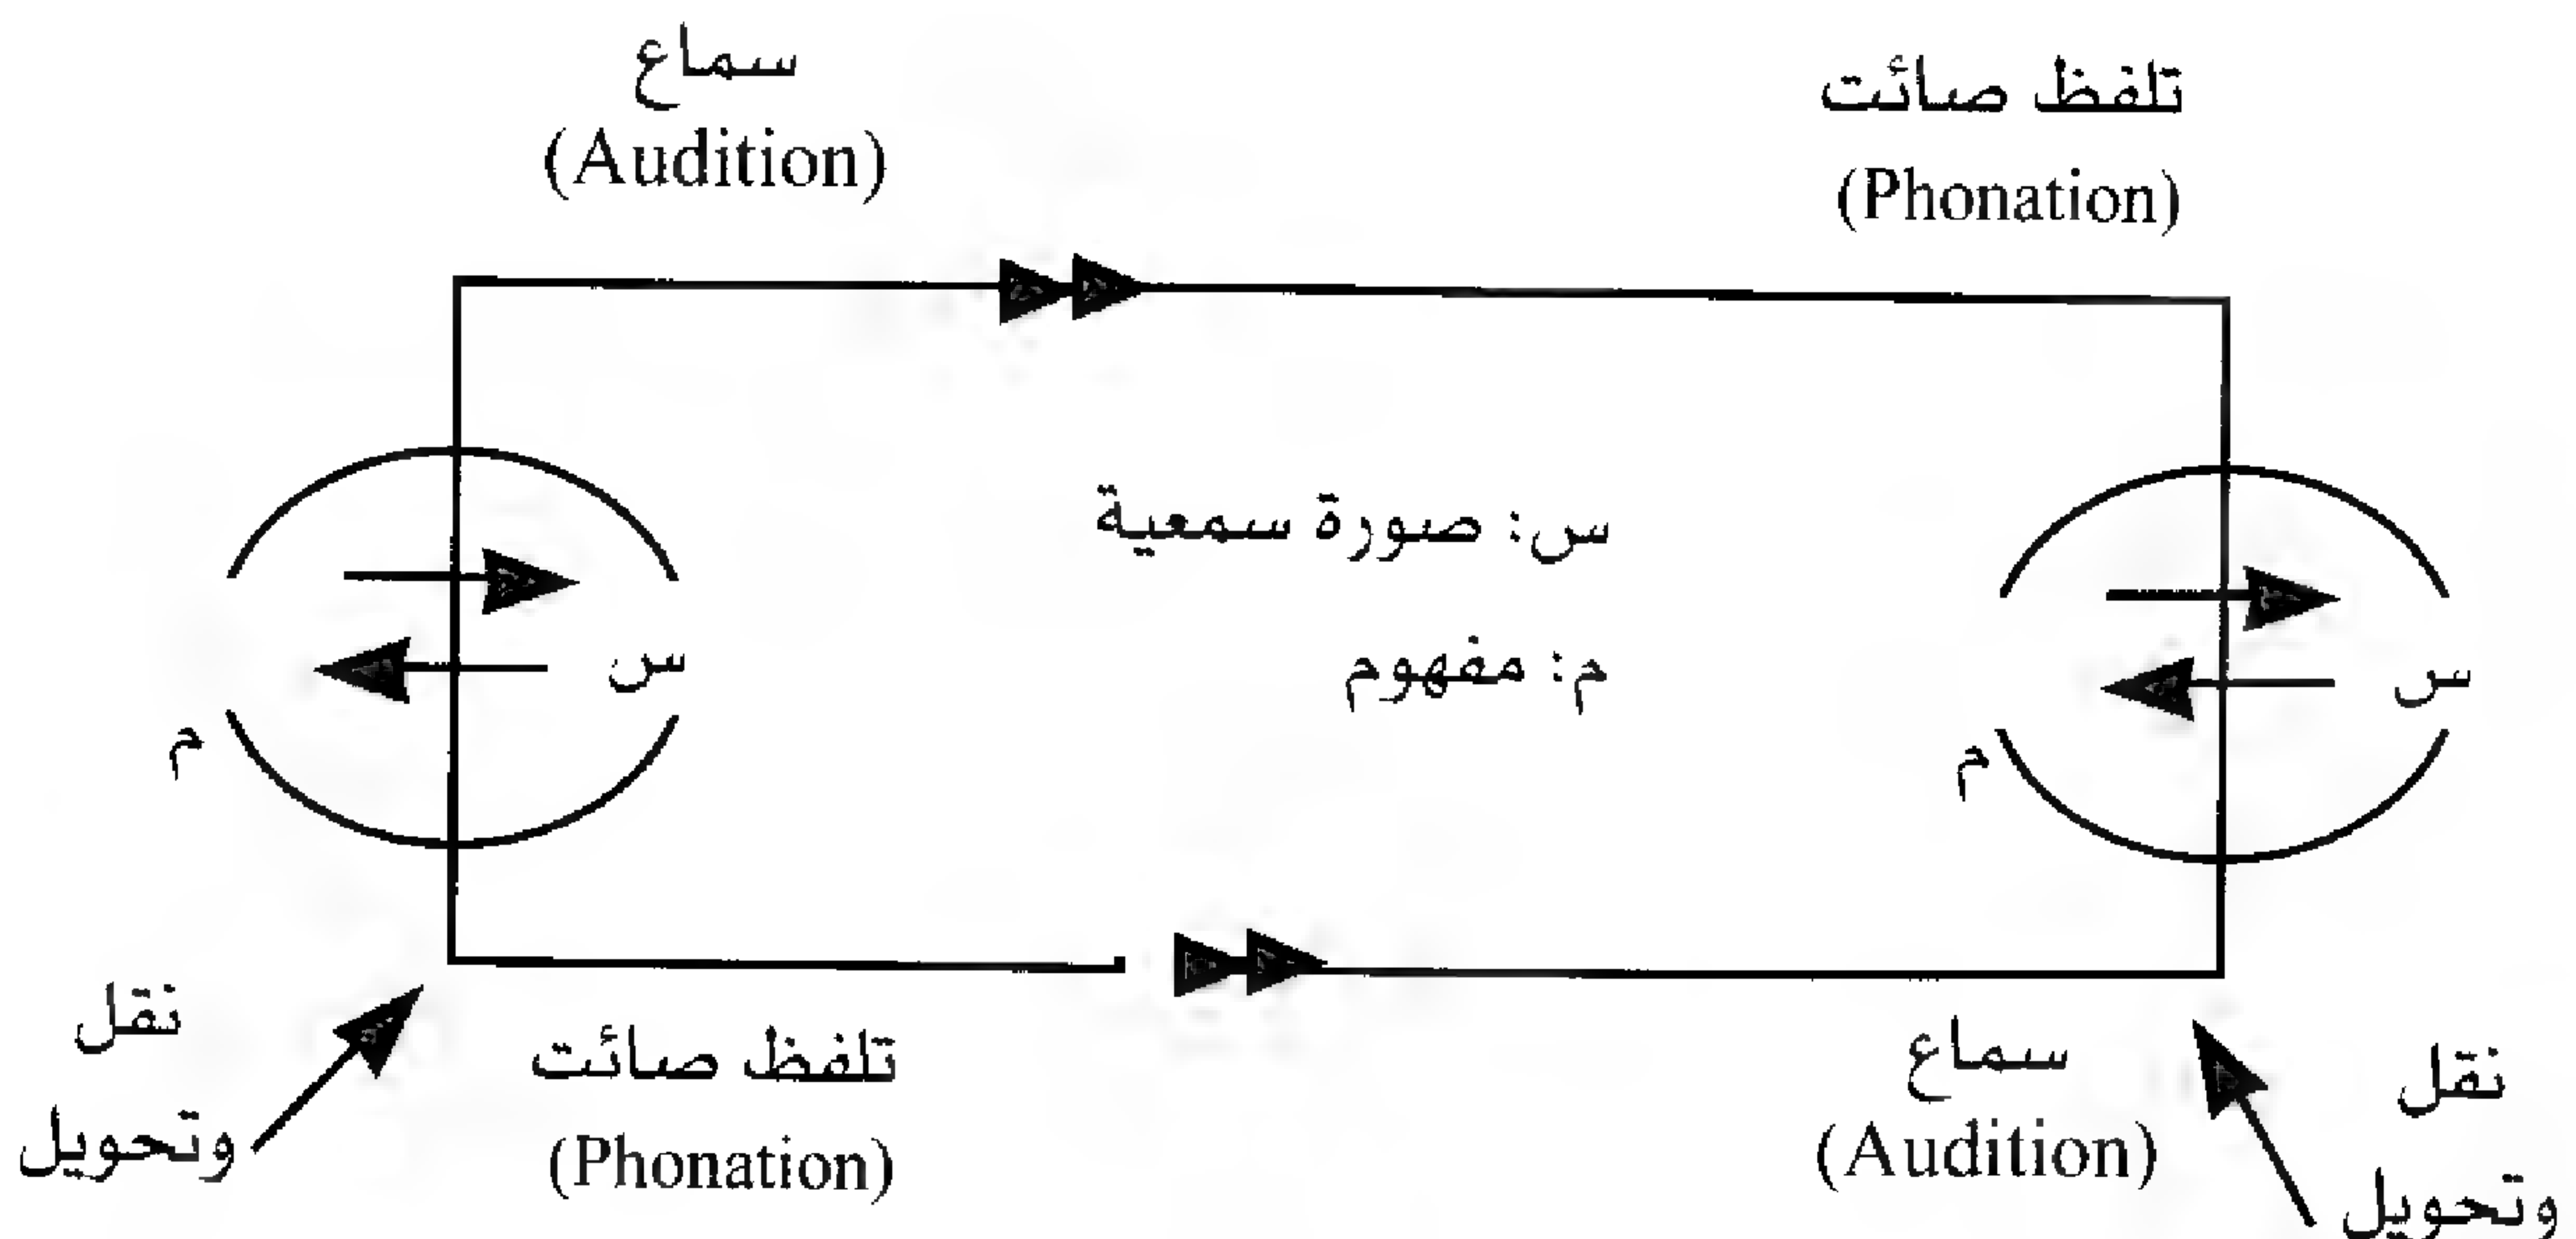 تلفظ صائت
(Phonation)
سماع
(Audition)
س: صورة سمعية
م: مفهوم
س
م
س
م
نقل
وتحويل
سماع
(Audition)
تلفظ صائت
(Phonation)
نقل
وتحويل